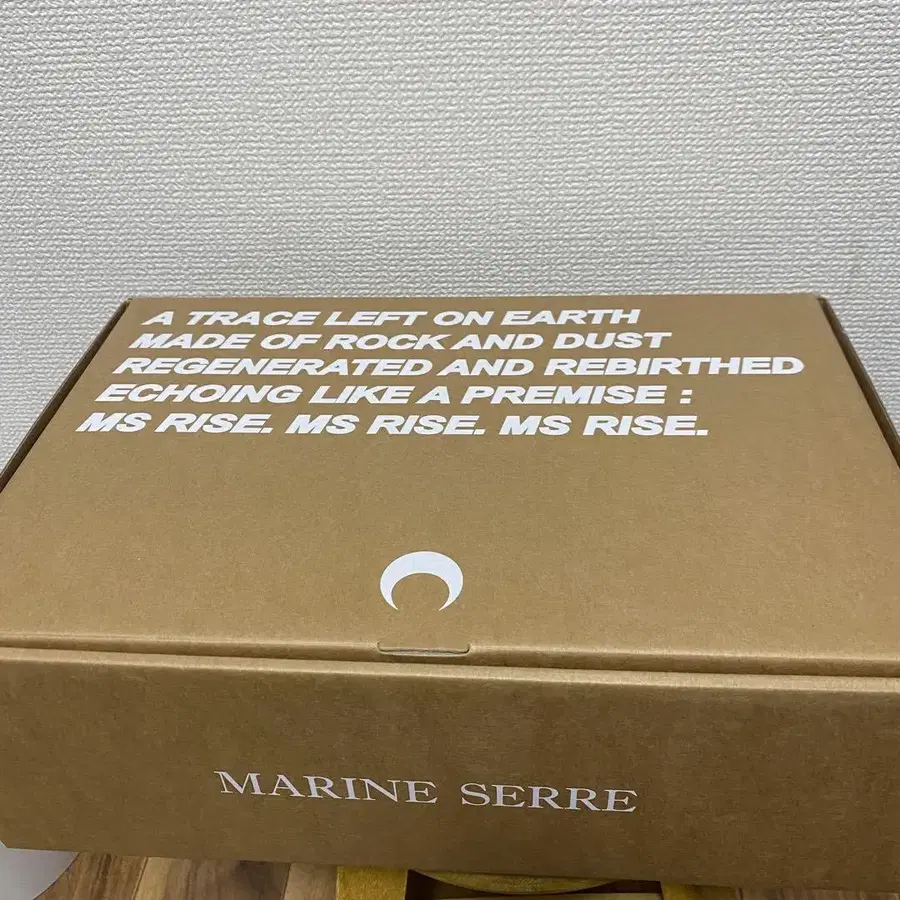 A TRACE LEFT ON EARTH
MADE OF ROCK AND DUST
REGENERATED AND REBIRTHED
ECHOING LIKE A PREMISE :
MS RISE. MS RISE. MS RISE.
MARINE SERRE